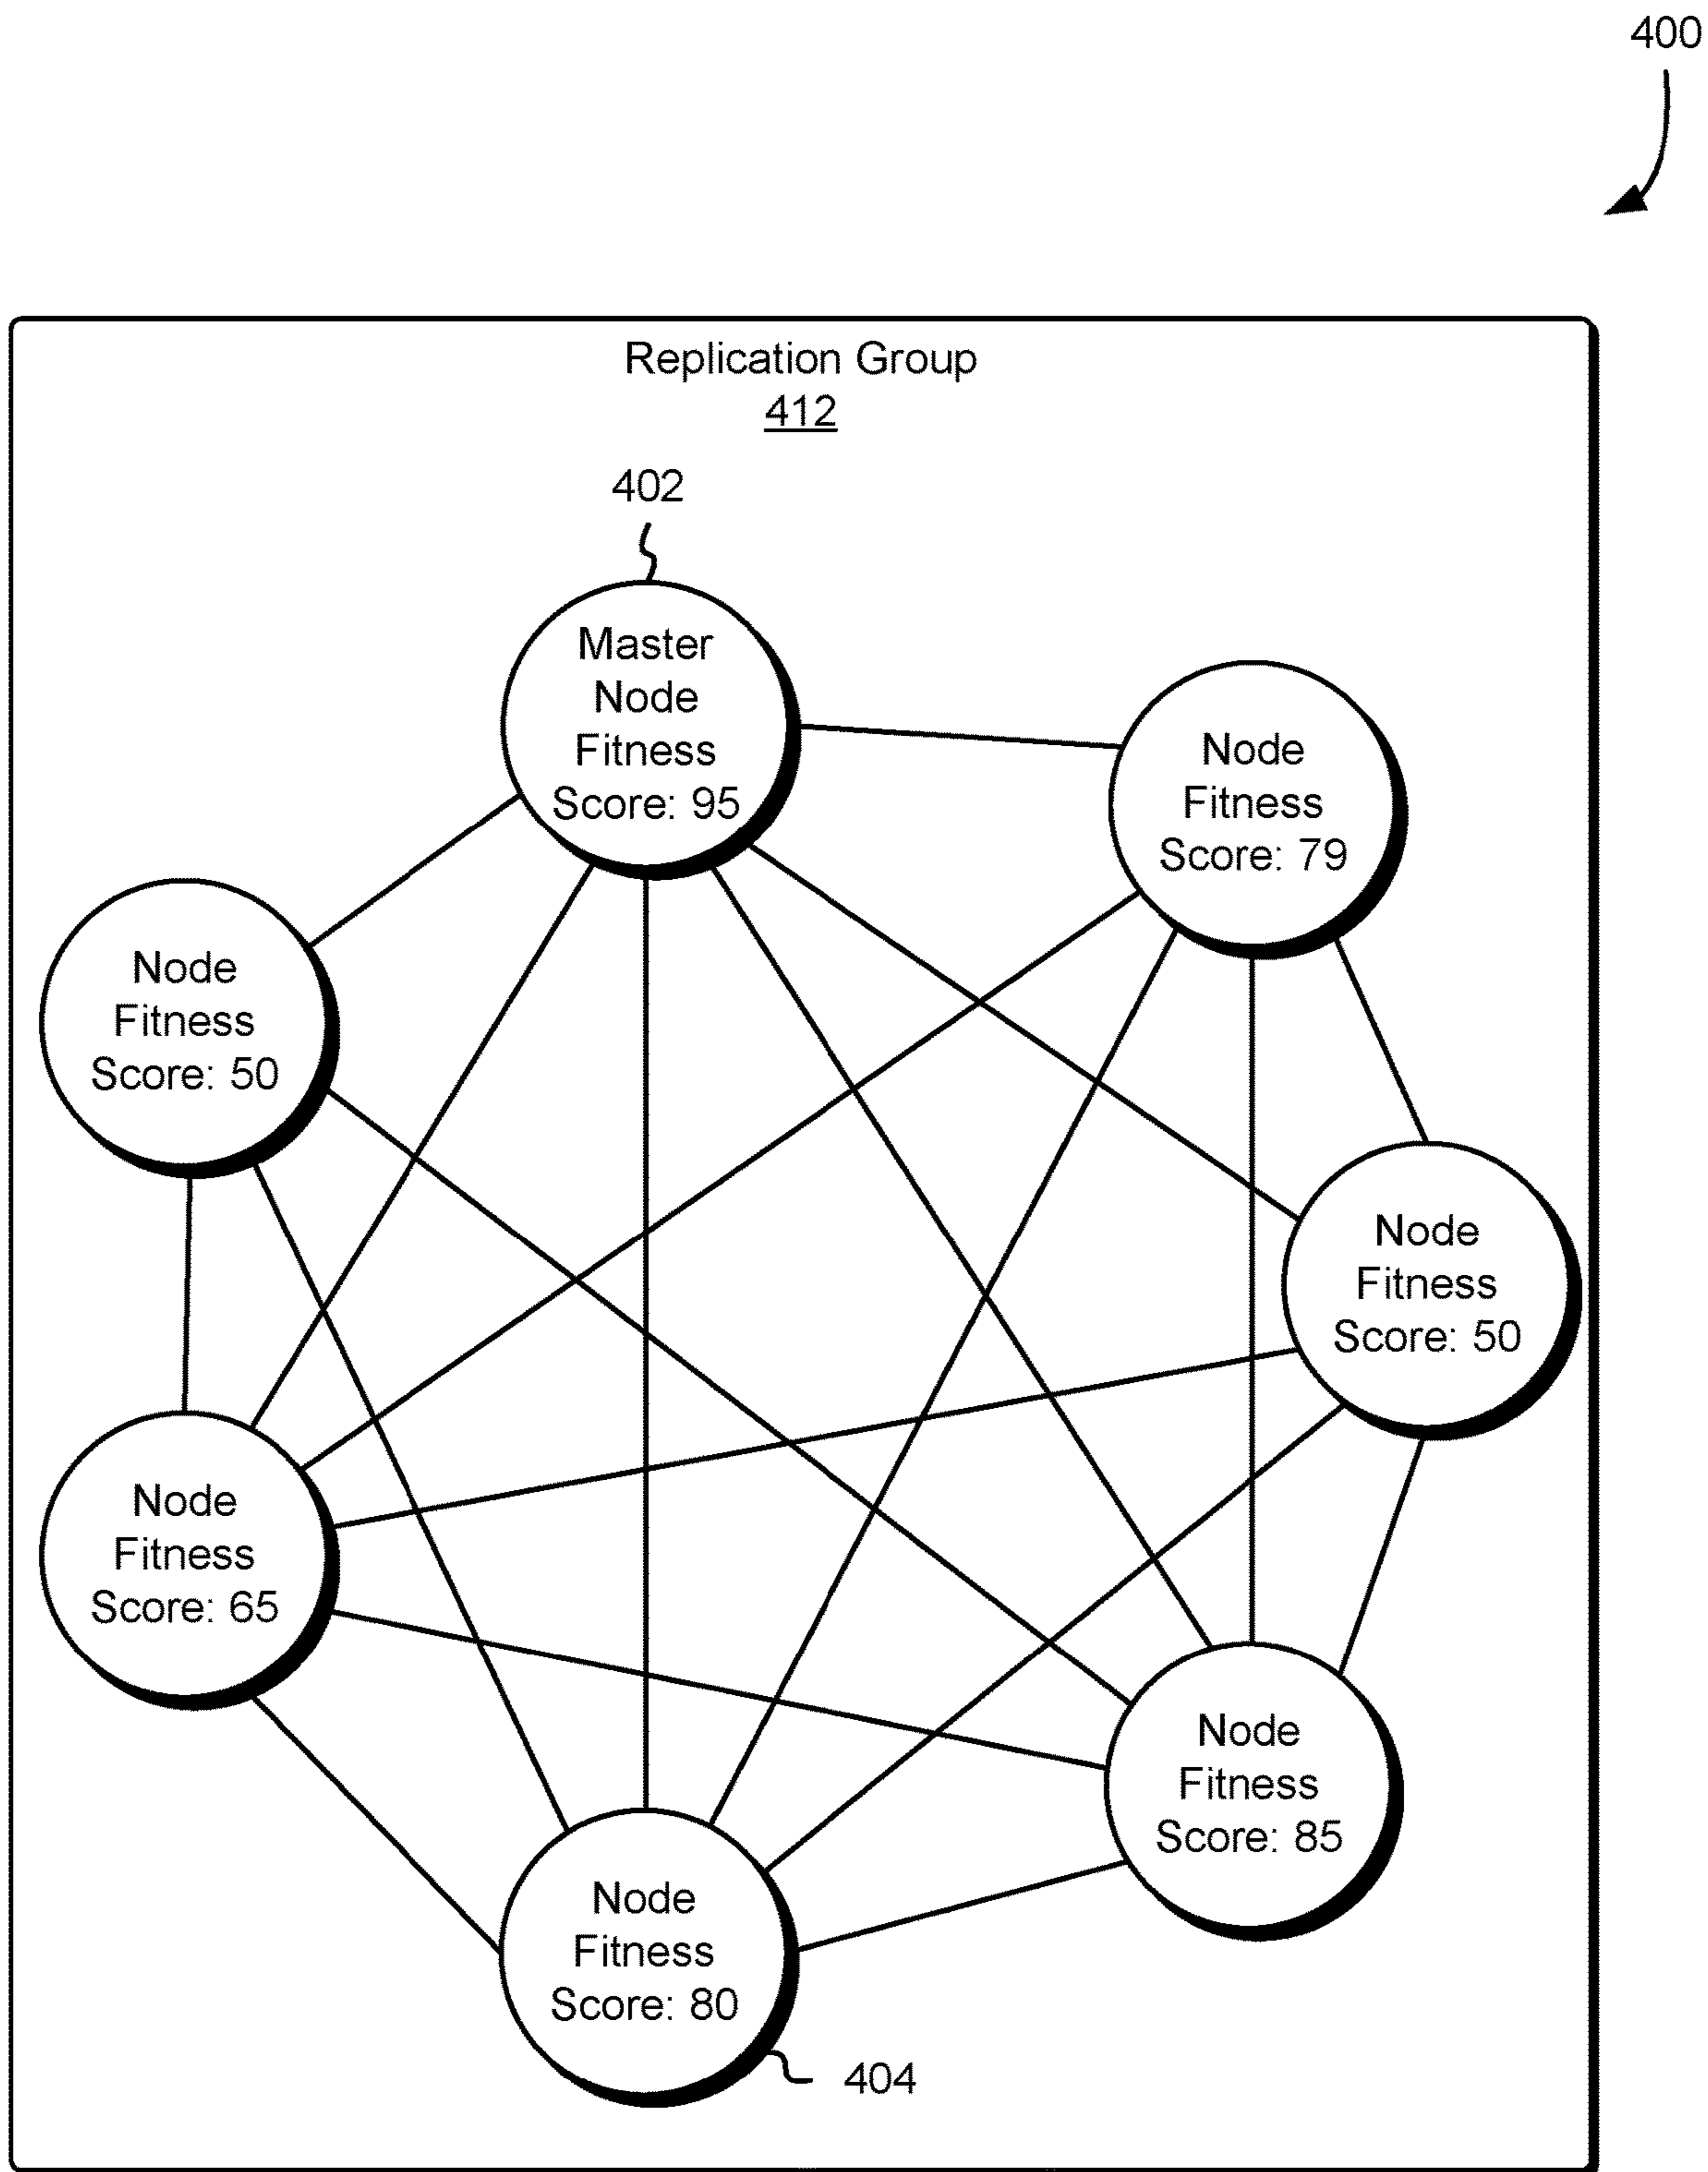 400
Replication Group
412
402
Master
Node
Fitness
Score: 95
Node
Fitness
Score: 79
Node
Fitness
Score: 50
Node
Fitness
Score: 50
Node
Fitness
Score: 65
Node
Fitness
Score: 85
Node
Fitness
Score: 80
404